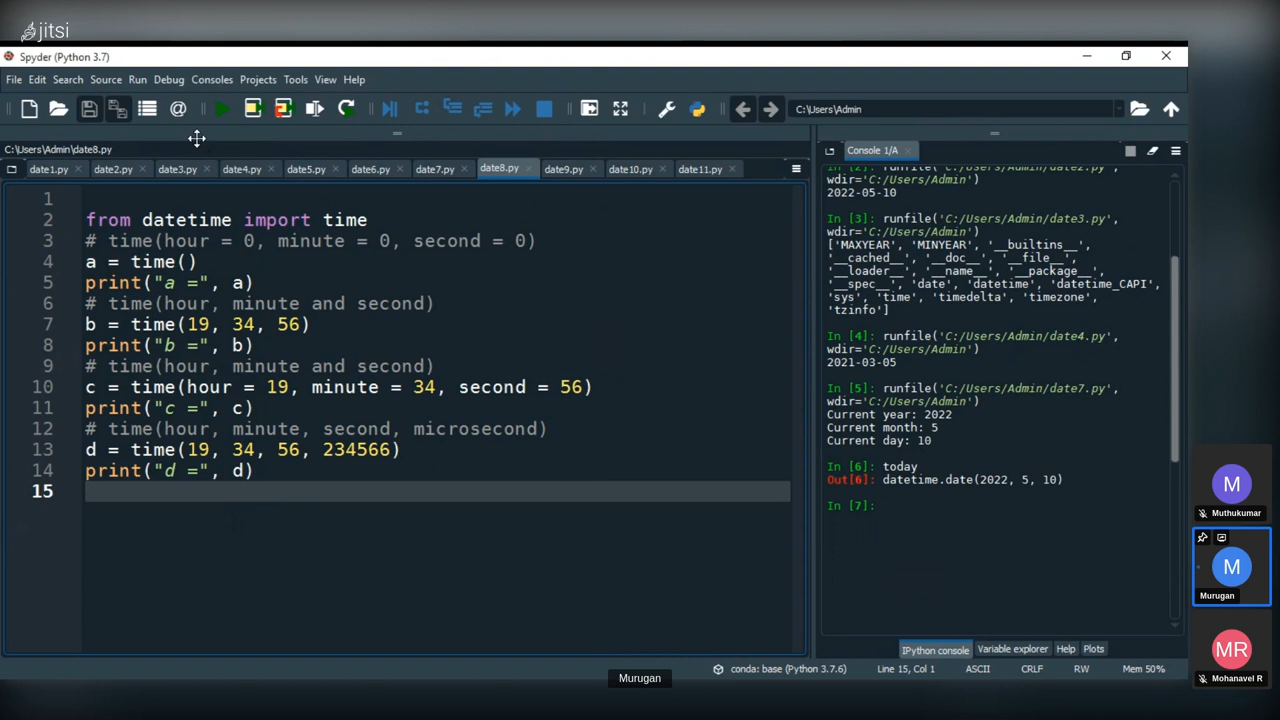 jitsi
Spyder (Python 3.7)
File Edit Search Source Run Debug Consoles Projects Tools View Help
C:\Users\Admin
C:\Users\Admin\date8.py
date1.py date2.py date3.py date4.py date5.py date6.py date7.py date8.py date9.py date10.py date11.py
1
2 from datetime import time
3 # time(hour = 0, minute = 0, second = 0)
4 a = time()
5 print("a =", a)
6 # time(hour, minute and second)
7 b = time(19, 34, 56)
8 print("b =", b)
9 # time(hour, minute and second)
10 c = time(hour = 19, minute = 34, second = 56)
11 print("c =", c)
12 # time(hour, minute, second, microsecond)
13 d = time(19, 34, 56, 234566)
14 print("d =", d)
15
Console 1/A
In [2]: runfile('C:/Users/Admin/date2.py',
wdir='C:/Users/Admin')
2022-05-10
In [3]: runfile('C:/Users/Admin/date3.py',
wdir='C:/Users/Admin')
['MAXYEAR', 'MINYEAR', '__builtins__',
'__cached__', '__doc__', '__file__',
'__loader__', '__name__', '__package__',
'__spec__', 'date', 'datetime', 'datetime_CAPI',
'sys', 'time', 'timedelta', 'timezone',
'tzinfo']
In [4]: runfile('C:/Users/Admin/date4.py',
wdir='C:/Users/Admin')
2021-03-05
In [5]: runfile('C:/Users/Admin/date7.py',
wdir='C:/Users/Admin')
Current year: 2022
Current month: 5
Current day: 10
In [6]: today
Out[6]: datetime.date(2022, 5, 10)
In [7]:
IPython console Variable explorer Help Plots
conda: base (Python 3.7.6) Line 15, Col 1 ASCII CRLF RW Mem 50%
Murugan
M
Muthukumar
M
Murugan
MR
Mohanavel R